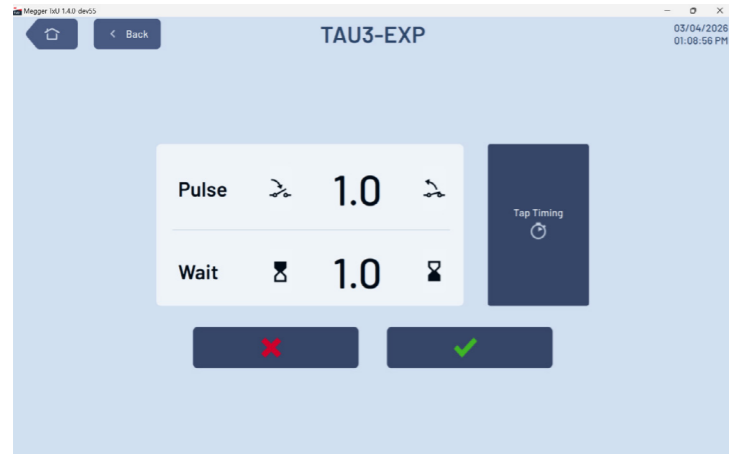 Megger IxU 1.4.0 dev55
Back
TAU3-EXP
03/04/2026
01:08:56 PM
Pulse 1.0
Tap Timing
Wait 1.0